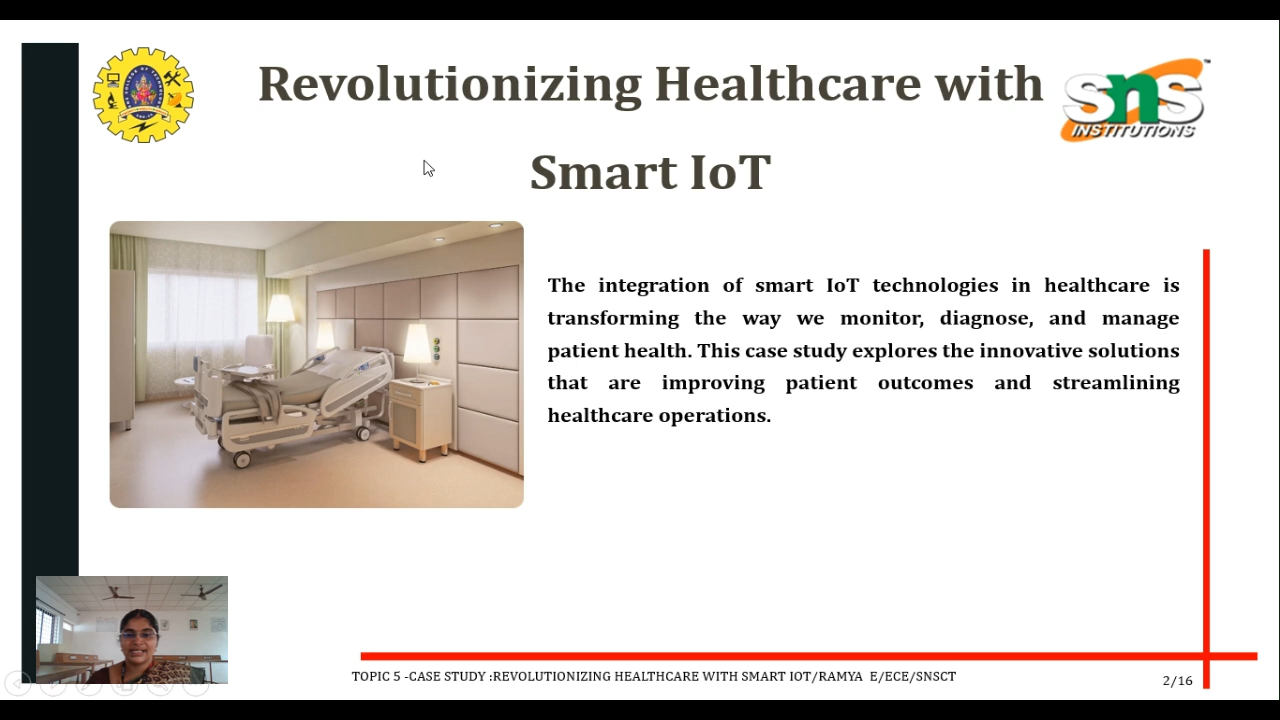 Revolutionizing Healthcare with
Smart IoT
SNS
INSTITUTIONS
™
The integration of smart IoT technologies in healthcare is
transforming the way we monitor, diagnose, and manage
patient health. This case study explores the innovative solutions
that are improving patient outcomes and streamlining
healthcare operations.
TOPIC 5 -CASE STUDY :REVOLUTIONIZING HEALTHCARE WITH SMART IOT/RAMYA E/ECE/SNSCT
2/16